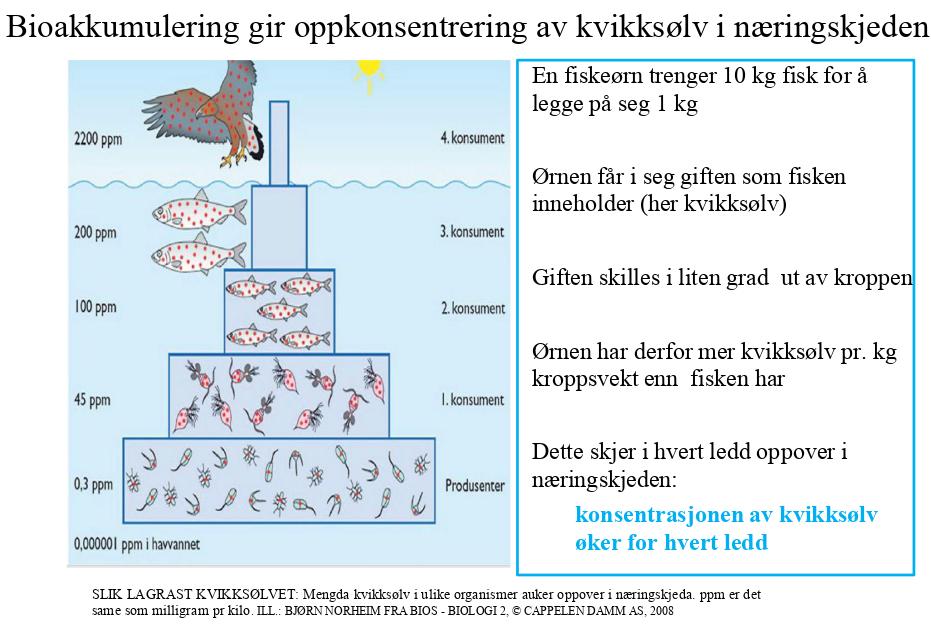 Bioakkumulering gir oppkonsentrering av kvikksølv i næringskjeden
2200 ppm
4. konsument
200 ppm
3. konsument
100 ppm
2. konsument
45 ppm
1. konsument
0,3 ppm
Produsenter
0,000001 ppm i havvannet
En fiskeørn trenger 10 kg fisk for å
legge på seg 1 kg
Ørnen får i seg giften som fisken
inneholder (her kvikksølv)
Giften skilles i liten grad ut av kroppen
Ørnen har derfor mer kvikksølv pr. kg
kroppsvekt enn fisken har
Dette skjer i hvert ledd oppover i
næringskjeden:
konsentrasjonen av kvikksølv
øker for hvert ledd
SLIK LAGRAST KVIKKSØLVET: Mengda kvikksølv i ulike organismer auker oppover i næringskjeda. ppm er det
same som milligram pr kilo. ILL.: BJØRN NORHEIM FRA BIOS - BIOLOGI 2, © CAPPELEN DAMM AS, 2008